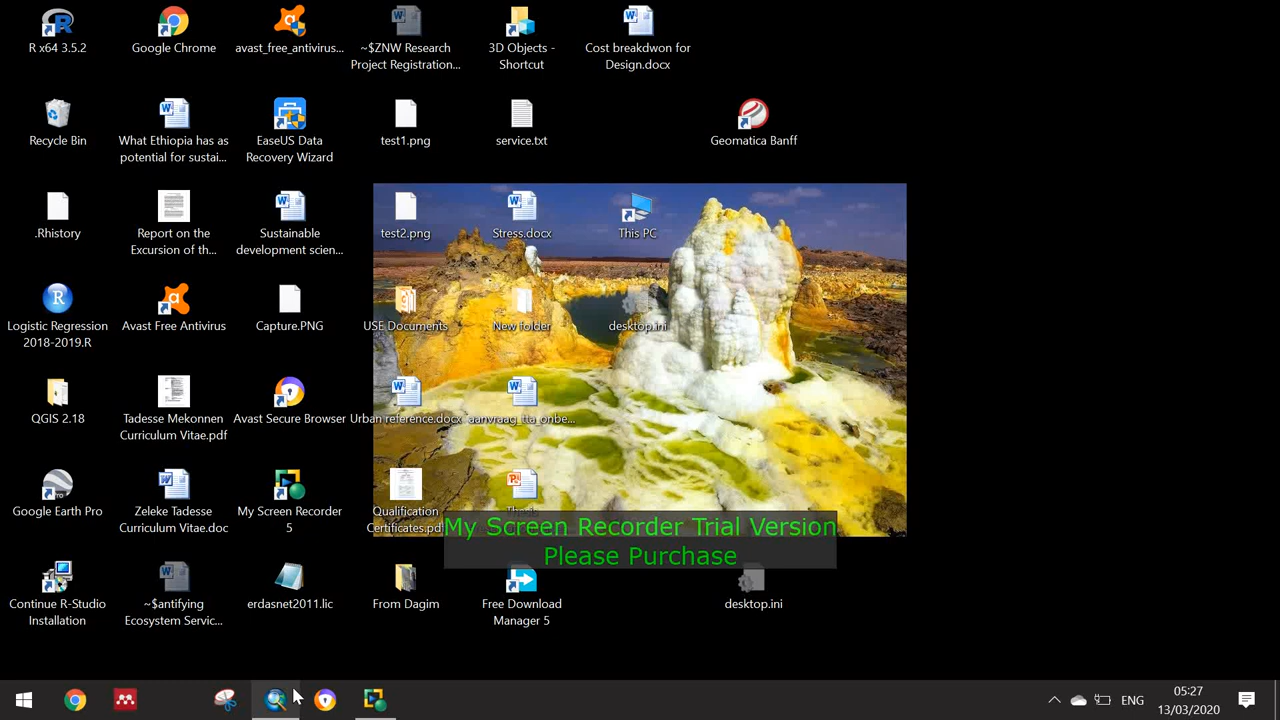 R x64 3.5.2
Google Chrome
avast_free_antivirus...
~$ZNW Research
Project Registration...
3D Objects -
Shortcut
Cost breakdwon for
Design.docx
Recycle Bin
What Ethiopia has as
potential for sustai...
EaseUS Data
Recovery Wizard
test1.png
service.txt
Geomatica Banff
.Rhistory
Report on the
Excursion of th...
Sustainable
development scien...
test2.png
Stress.docx
This PC
Logistic Regression
2018-2019.R
Avast Free Antivirus
Capture.PNG
USE Documents
New folder
desktop.ini
QGIS 2.18
Tadesse Mekonnen
Curriculum Vitae.pdf
Avast Secure Browser
Urban reference.docx
aanvraag_tta_onbe...
Google Earth Pro
Zeleke Tadesse
Curriculum Vitae.doc
My Screen Recorder
5
Qualification
Certificates.pdf
My Screen Recorder Trial Version
Please Purchase
Continue R-Studio
Installation
~$antifying
Ecosystem Servic...
erdasnet2011.lic
From Dagim
Free Download
Manager 5
desktop.ini
ENG
05:27
13/03/2020